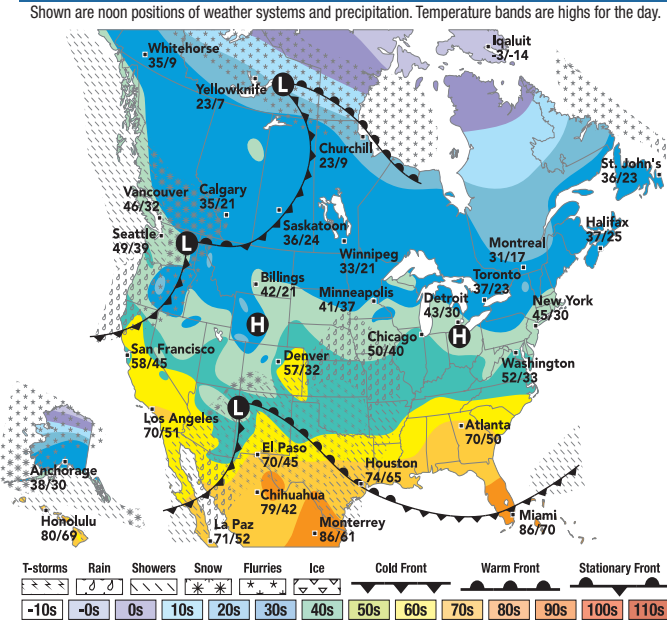 Shown are noon positions of weather systems and precipitation. Temperature bands are highs for the day.
Iqaluit
-3/-14
Whitehorse
35/9
Yellowknife
23/7
L
Churchill
23/9
St. John's
36/23
Vancouver
46/32
Calgary
35/21
Seattle
49/39
L
Saskatoon
36/24
Winnipeg
33/21
Halifax
37/25
Montreal
31/17
Toronto
37/23
Billings
42/21
Minneapolis
41/37
Detroit
43/30
New York
45/30
H
H
Chicago
50/40
San Francisco
58/45
Denver
57/32
Washington
52/33
L
Los Angeles
70/51
Atlanta
70/50
El Paso
70/45
Houston
74/65
Anchorage
38/30
Chihuahua
79/42
Honolulu
80/69
La Paz
71/52
Monterrey
86/61
Miami
86/70
T-storms Rain Showers Snow Flurries Ice Cold Front Warm Front Stationary Front
-10s -0s 0s 10s 20s 30s 40s 50s 60s 70s 80s 90s 100s 110s